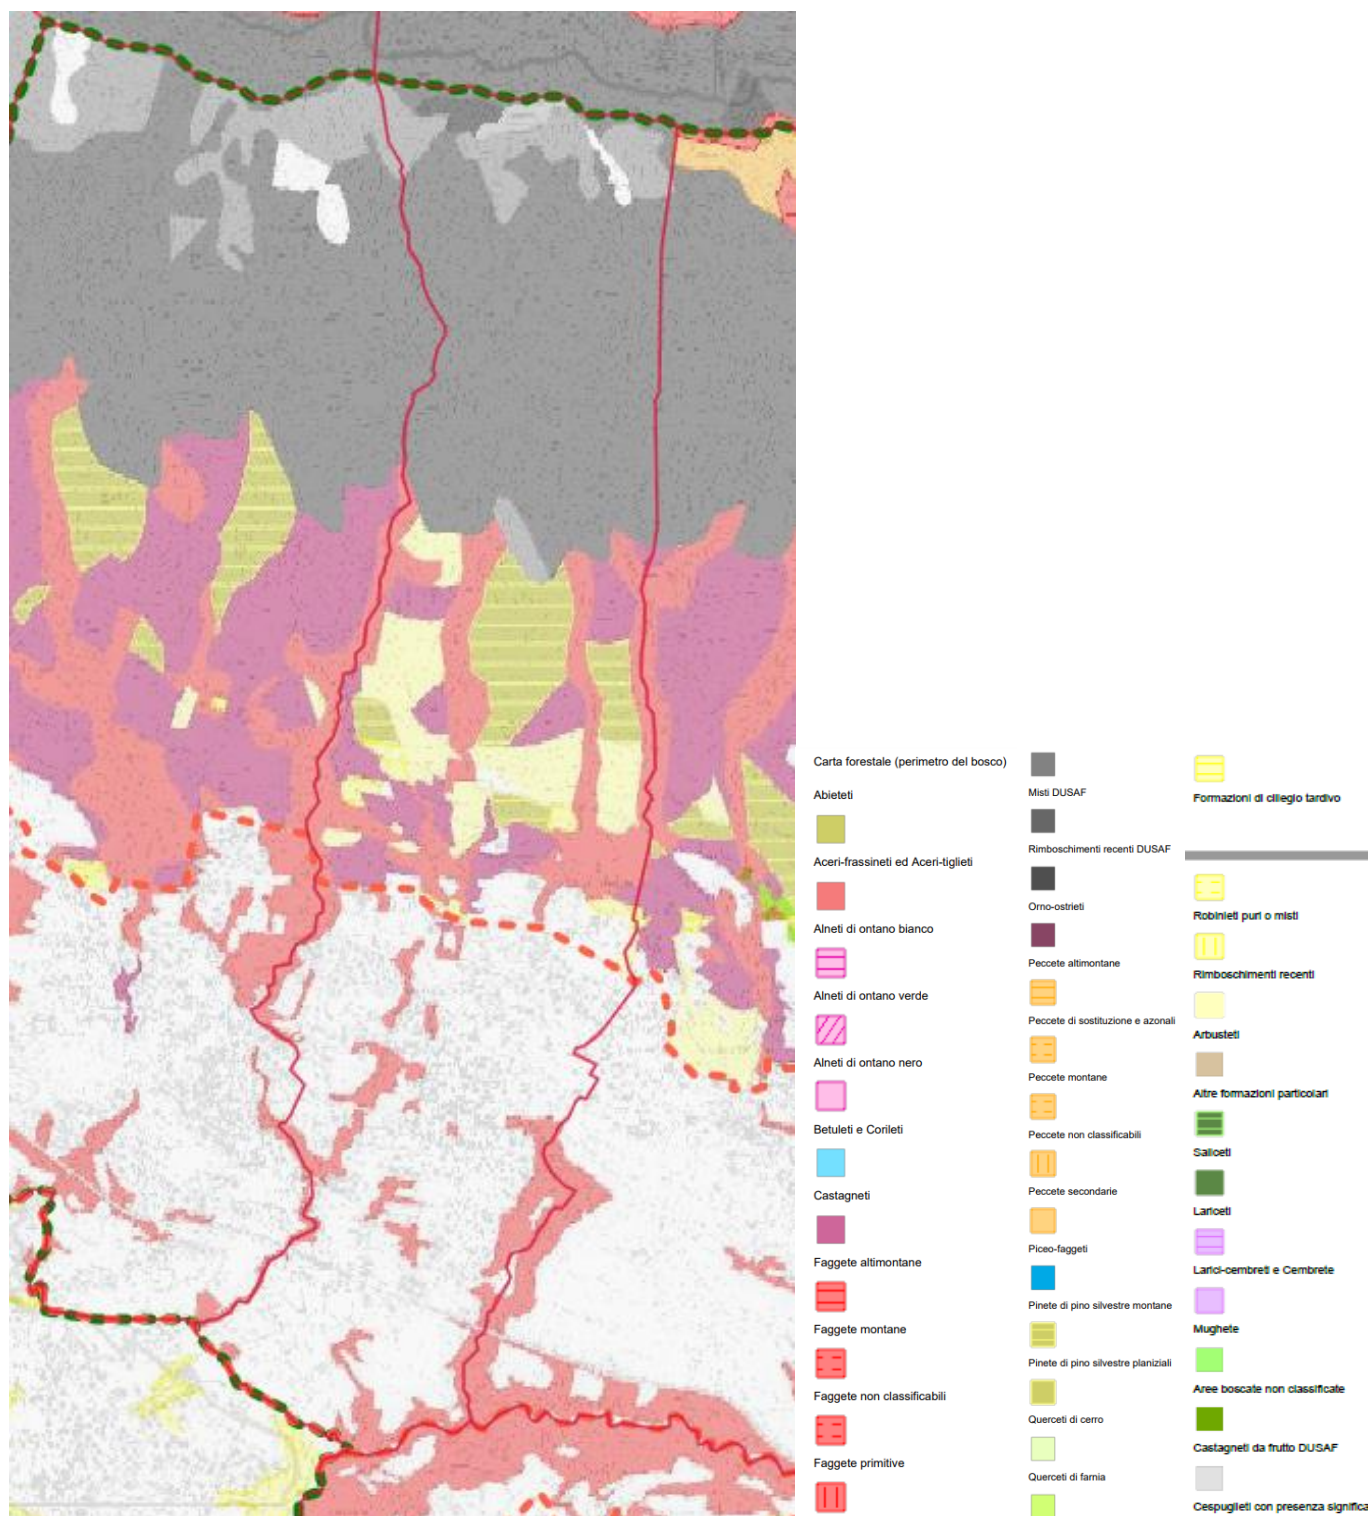 Carta forestale (perimetro del bosco)
Abieteti
Aceri-frassineti ed Aceri-tiglieti
Alneti di ontano bianco
Alneti di ontano verde
Alneti di ontano nero
Betuleti e Corileti
Castagneti
Faggete altimontane
Faggete montane
Faggete non classificabili
Faggete primitive
Misti DUSAF
Rimboschimenti recenti DUSAF
Orno-ostrieti
Peccete altimontane
Peccete di sostituzione e azonali
Peccete montane
Peccete non classificabili
Peccete secondarie
Piceo-faggeti
Pinete di pino silvestre montane
Pinete di pino silvestre planiziali
Querceti di cerro
Querceti di farnia
Formazioni di ciliegio tardivo
Robinieti puri o misti
Rimboschimenti recenti
Arbusteti
Altre formazioni particolari
Saliceti
Lariceti
Larici-cembreti e Cembrete
Mughete
Aree boscate non classificate
Castagneti da frutto DUSAF
Cespuglieti con presenza significa